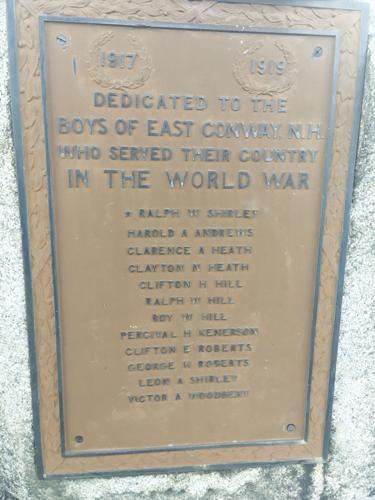 1917 1919
DEDICATED TO THE
BOYS OF EAST CONWAY, N.H.
WHO SERVED THEIR COUNTRY
IN THE WORLD WAR
* RALPH W SHIRLEY
HAROLD A ANDREWS
CLARENCE A HEATH
CLAYTON N HEATH
CLIFTON H HILL
RALPH W HILL
ROY W HILL
PERCIVAL H KENERSON
CLIFTON E ROBERTS
GEORGE W ROBERTS
LEON A SHIRLEY
VICTOR A WOODBURY